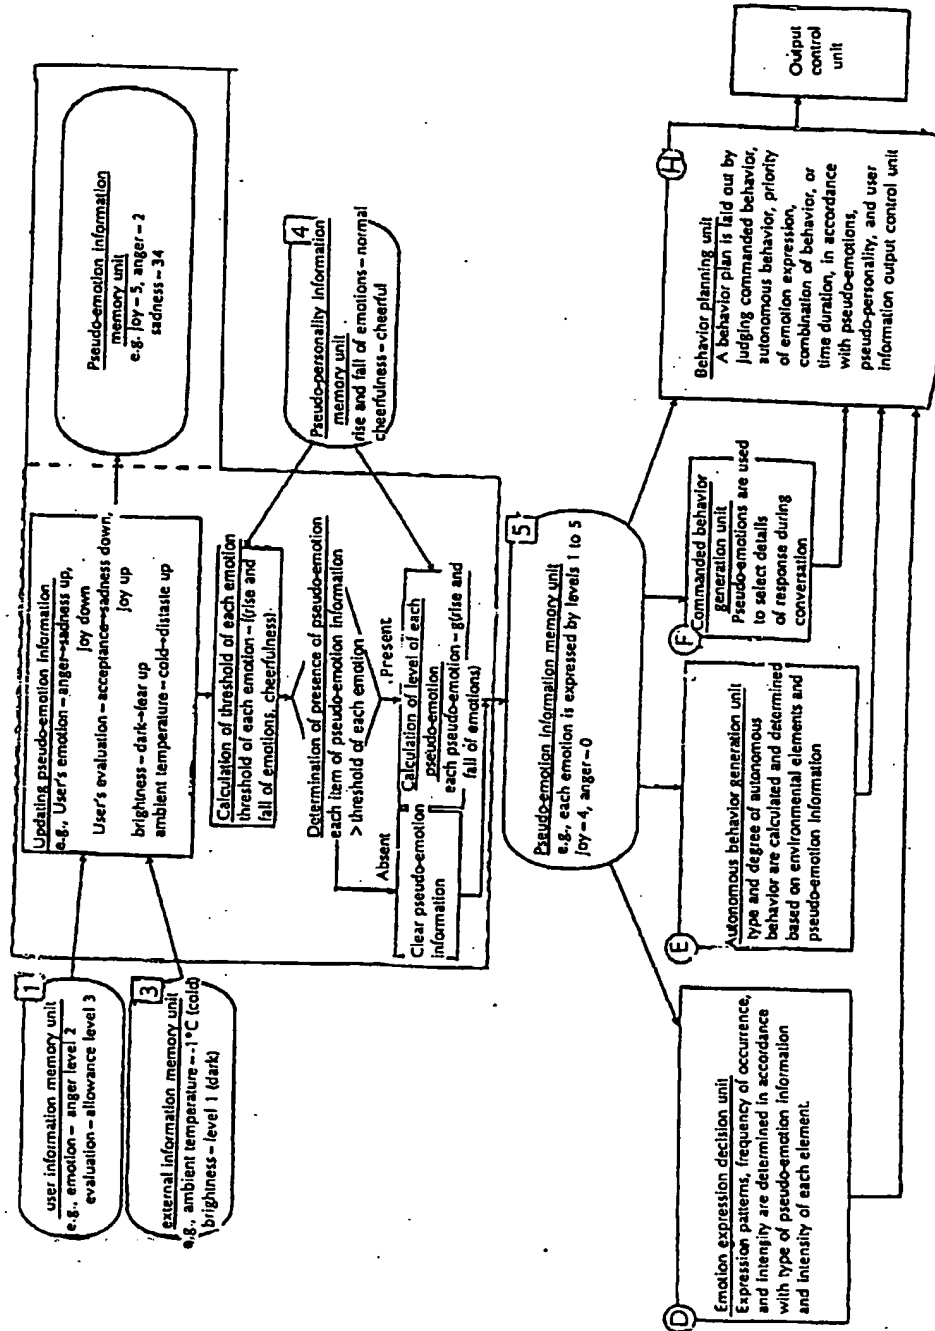 1
user information memory unit
e.g., emotion – anger level 2
evaluation – allowance level 3
3
external information memory unit
e.g., ambient temperature – -1°C (cold)
brightness – level 1 (dark)
Updating pseudo-emotion information
e.g., User's emotion – anger→sadness up,
joy down
User's evaluation – acceptance→sadness down,
joy up
brightness – dark→fear up
ambient temperature – cold→distaste up
Pseudo-emotion information
memory unit
e.g. joy – 5, anger – 2
sadness – 34
Calculation of threshold of each emotion
threshold of each emotion – f(rise and
fall of emotions, cheerfulness)
4
Pseudo-personality information
memory unit
rise and fall of emotions – normal
cheerfulness – cheerful
Determination of presence of pseudo-emotion
each item of pseudo-emotion information
> threshold of each emotion
Absent
Present
Clear pseudo-emotion
information
Calculation of level of each
pseudo-emotion
each pseudo-emotion – g(rise and
fall of emotions)
5
Pseudo-emotion information memory unit
e.g., each emotion is expressed by levels 1 to 5
joy – 4, anger – 0
D
Emotion expression decision unit
Expression patterns, frequency of occurrence,
and intensity are determined in accordance
with type of pseudo-emotion information
and intensity of each element.
E
Autonomous behavior generation unit
type and degree of autonomous
behavior are calculated and determined
based on environmental elements and
pseudo-emotion information
F
Commanded behavior
generation unit
Pseudo-emotions are used
to select details
of response during
conversation
H
Behavior planning unit
A behavior plan is laid out by
judging commanded behavior,
autonomous behavior, priority
of emotion expression,
combination of behavior, or
time duration, in accordance
with pseudo-emotions,
pseudo-personality, and user
information output control unit
Output
control
unit